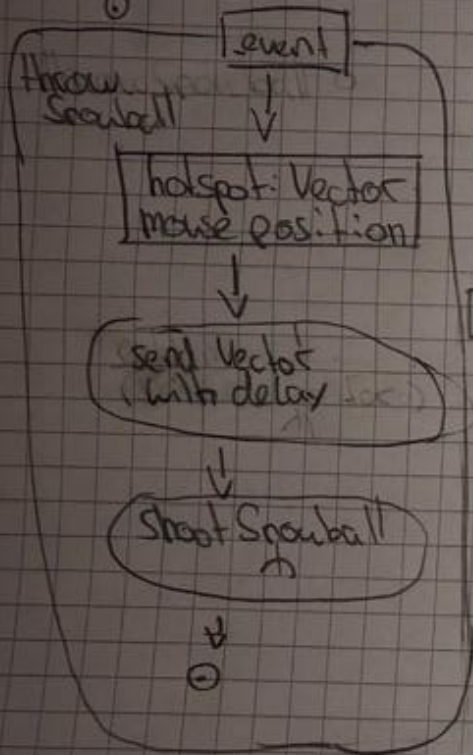 event
throw
Snowball
hotspot: Vector
mouse position
send Vector
(with delay
shoot Snowball